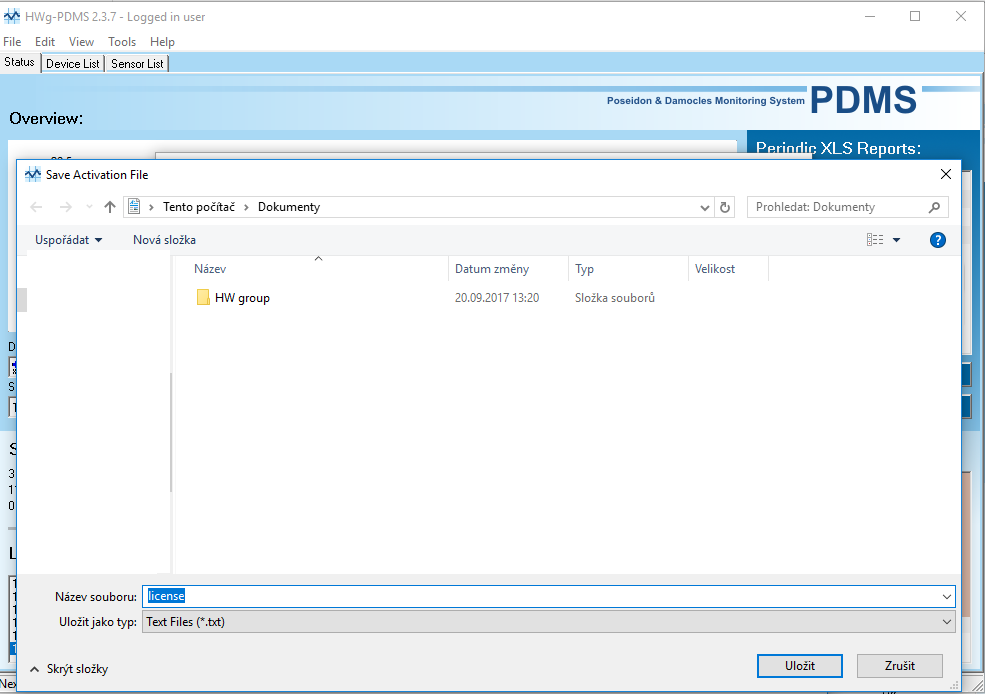 HWg-PDMS 2.3.7 - Logged in user
File Edit View Tools Help
Status Device List Sensor List
Poseidon & Damocles Monitoring System PDMS
Overview:
Periodic XLS Reports:
Save Activation File
Tento počítač › Dokumenty
Prohledat: Dokumenty
Uspořádat Nová složka
?
Název Datum změny Typ Velikost
HW group 20.09.2017 13:20 Složka souborů
D
S
S
3
0
L
Název souboru: license
Uložit jako typ: Text Files (*.txt)
Skrýt složky
Uložit Zrušit